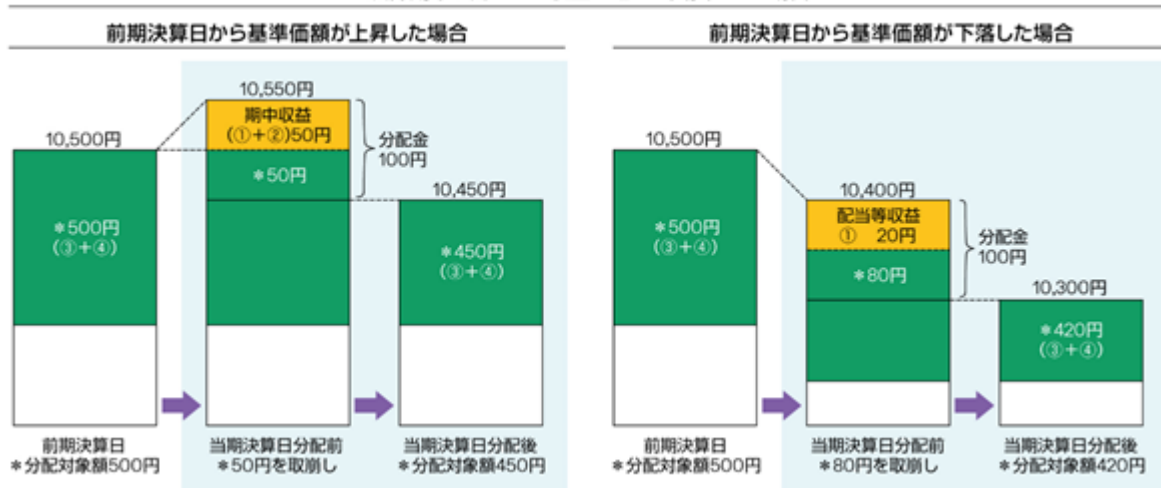 前期決算日から基準価額が上昇した場合
10,500円
＊500円
(③＋④)
前期決算日
＊分配対象額500円
10,550円
期中収益
(①＋②)50円
＊50円
分配金
100円
当期決算日分配前
＊50円を取崩し
10,450円
＊450円
(③＋④)
当期決算日分配後
＊分配対象額450円
前期決算日から基準価額が下落した場合
10,500円
＊500円
(③＋④)
前期決算日
＊分配対象額500円
10,400円
配当等収益
① 20円
＊80円
分配金
100円
当期決算日分配前
＊80円を取崩し
10,300円
＊420円
(③＋④)
当期決算日分配後
＊分配対象額420円